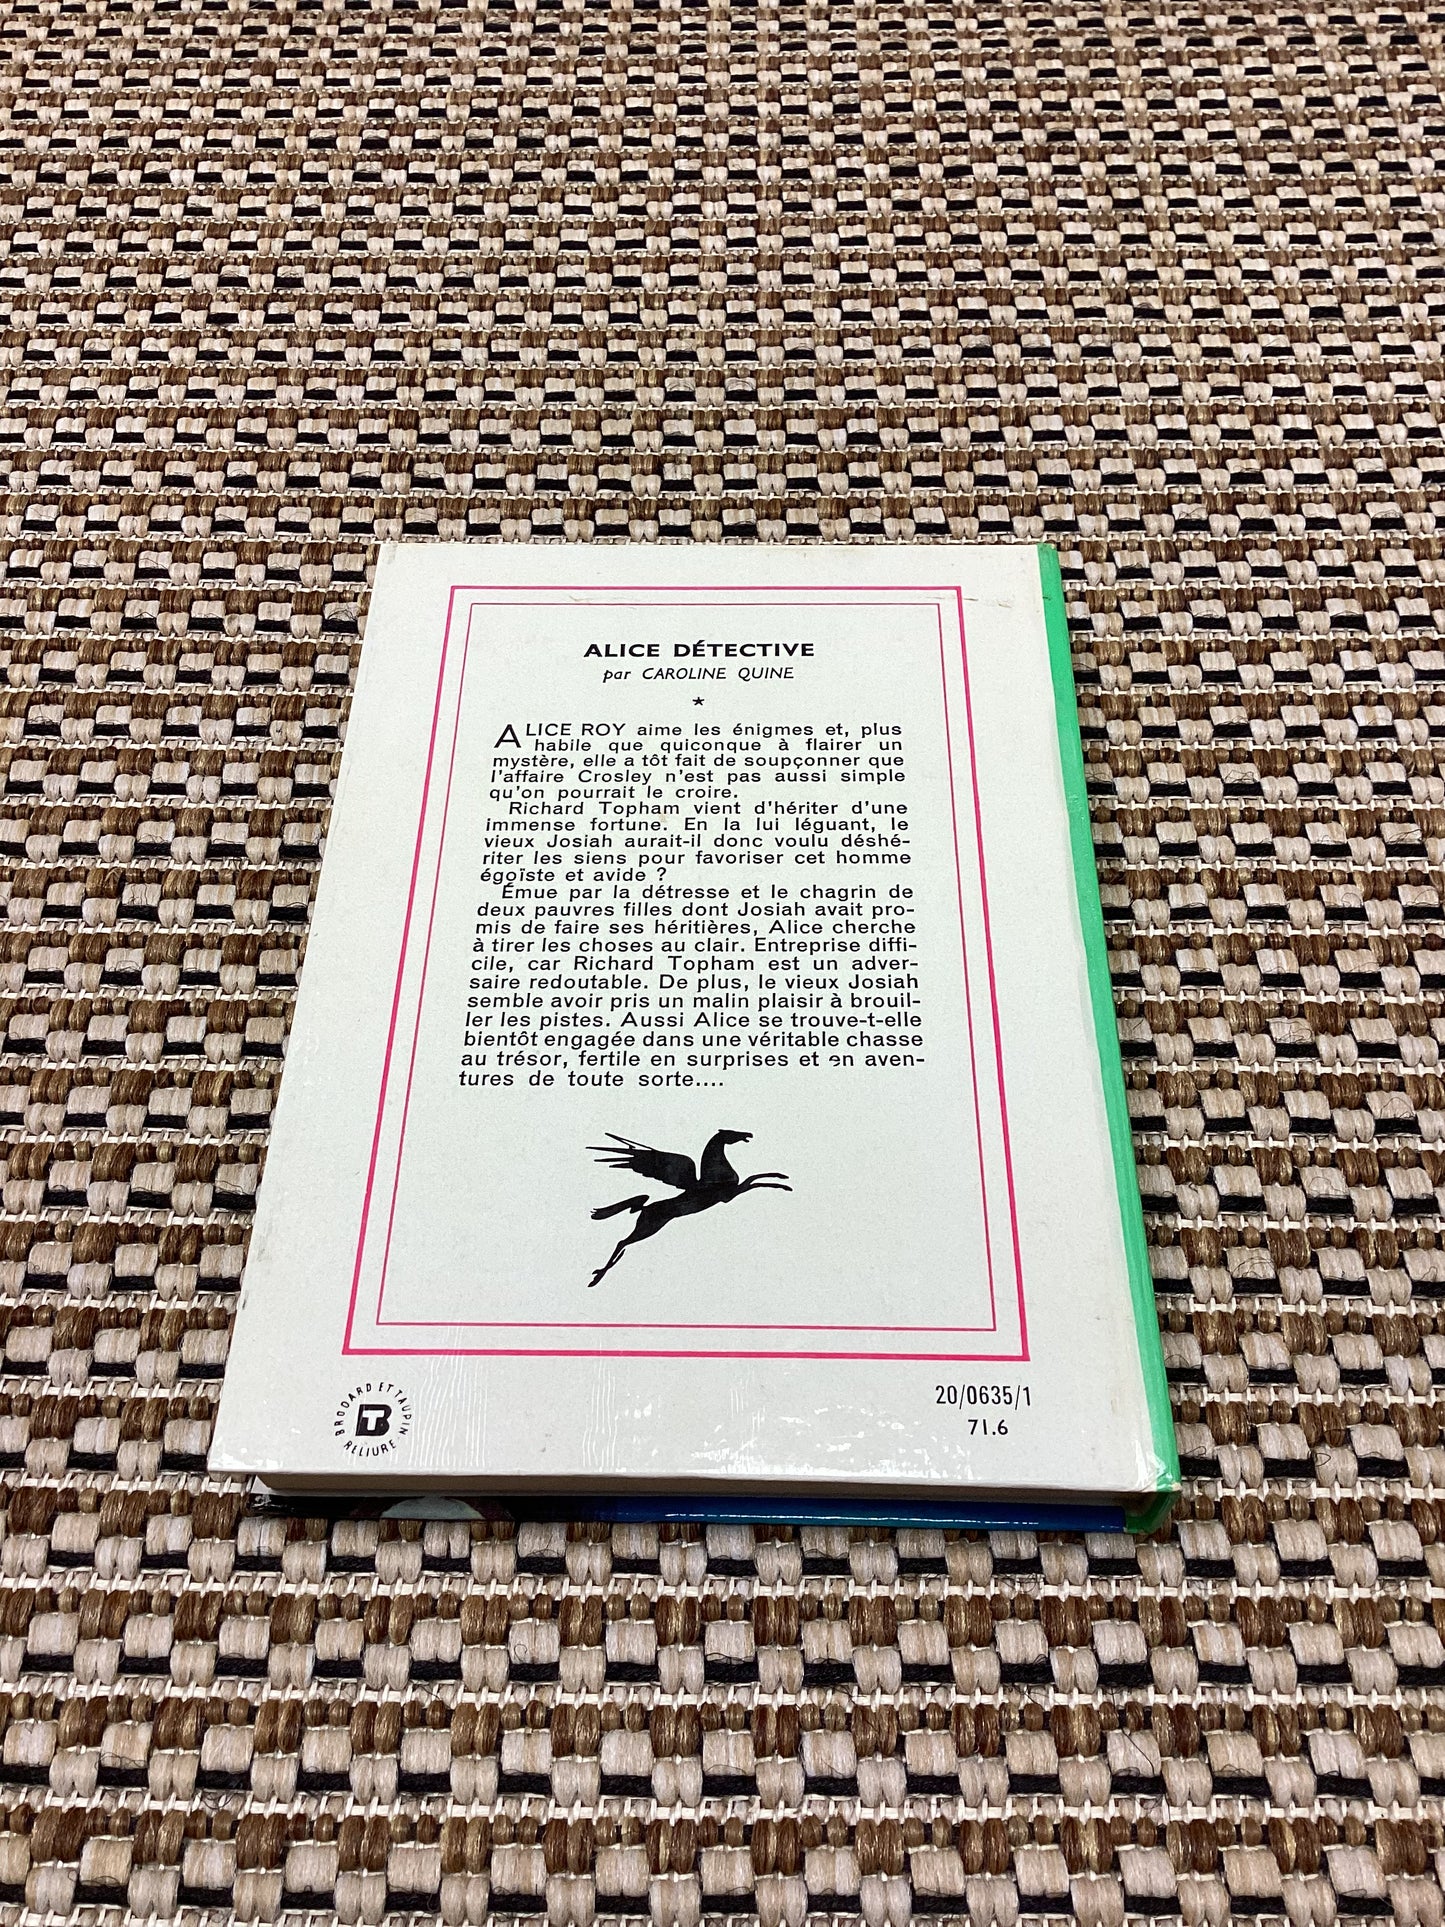 ALICE DÉTECTIVE
par CAROLINE QUINE
ALICE ROY aime les énigmes et, plus
habile que quiconque à flairer un
mystère, elle a tôt fait de soupçonner que
l'affaire Crosley n'est pas aussi simple
qu'on pourrait le croire.
Richard Topham vient d'hériter d'une
immense fortune. En la lui léguant, le
vieux Josiah aurait-il donc voulu déshé-
riter les siens pour favoriser cet homme
égoïste et avide ?
Émue par la détresse et le chagrin de
deux pauvres filles dont Josiah avait pro-
mis de faire ses héritières, Alice cherche
à tirer les choses au clair. Entreprise diffi-
cile, car Richard Topham est un adver-
saire redoutable. De plus, le vieux Josiah
semble avoir pris un malin plaisir à brouil-
ler les pistes. Aussi Alice se trouve-t-elle
bientôt engagée dans une véritable chasse
au trésor, fertile en surprises et en aven-
tures de toute sorte....
BRODARD ET TAUPIN
RELIURE
20/0635/1
71.6